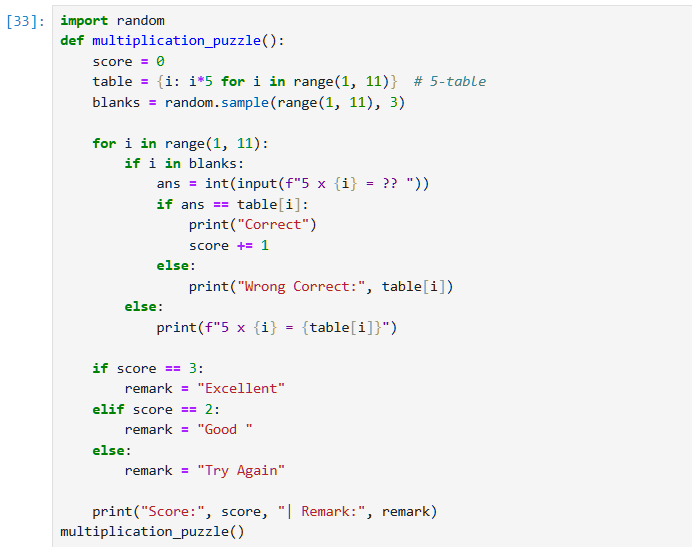 [33]: import random
def multiplication_puzzle():
    score = 0
    table = {i: i*5 for i in range(1, 11)}  # 5-table
    blanks = random.sample(range(1, 11), 3)

    for i in range(1, 11):
        if i in blanks:
            ans = int(input(f"5 x {i} = ?? "))
            if ans == table[i]:
                print("Correct")
                score += 1
            else:
                print("Wrong Correct:", table[i])
        else:
            print(f"5 x {i} = {table[i]}")

    if score == 3:
        remark = "Excellent"
    elif score == 2:
        remark = "Good "
    else:
        remark = "Try Again"

    print("Score:", score, "| Remark:", remark)
multiplication_puzzle()